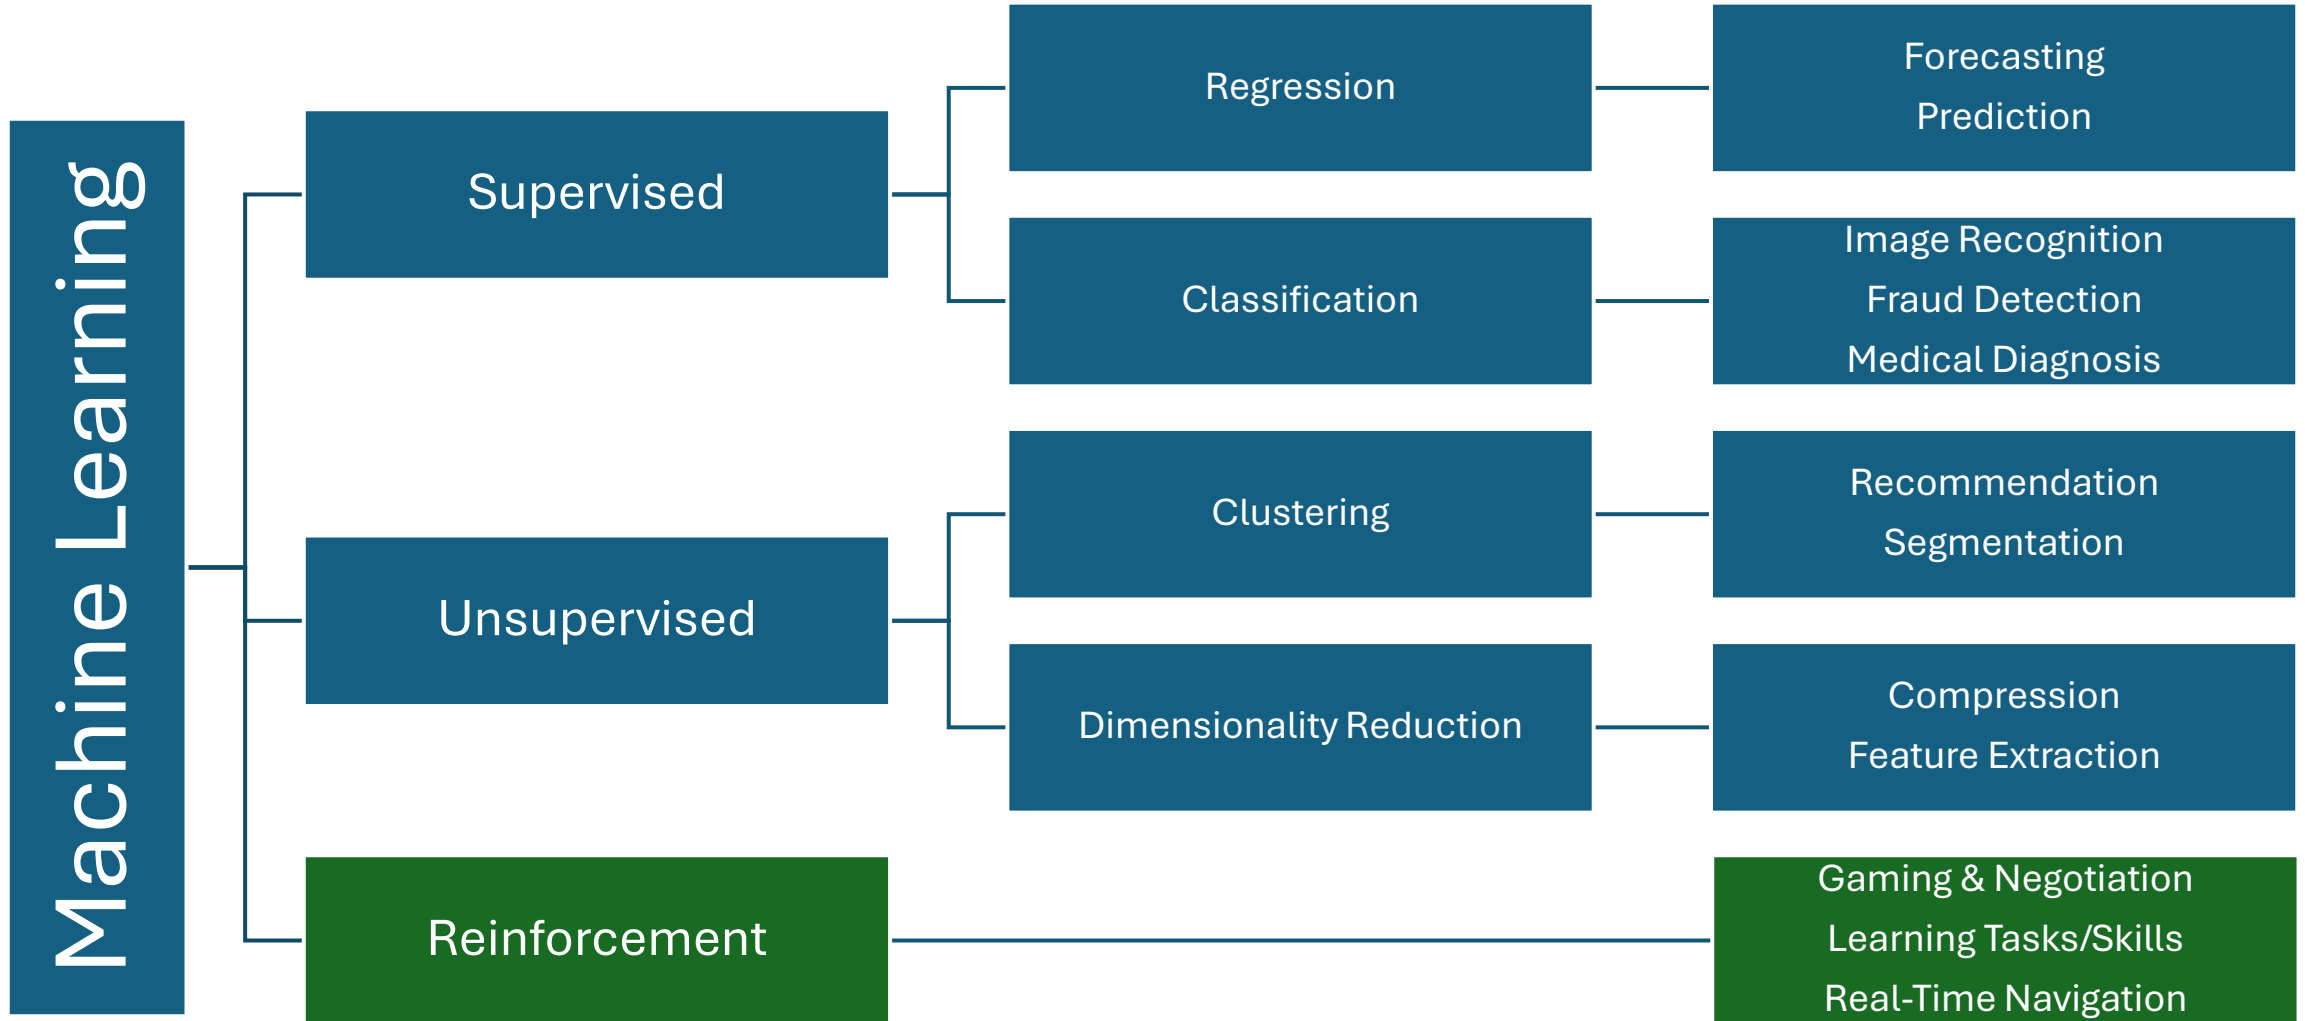 Machine Learning
Supervised
Regression
Forecasting
Prediction
Classification
Image Recognition
Fraud Detection
Medical Diagnosis
Unsupervised
Clustering
Recommendation
Segmentation
Dimensionality Reduction
Compression
Feature Extraction
Reinforcement
Gaming & Negotiation
Learning Tasks/Skills
Real-Time Navigation